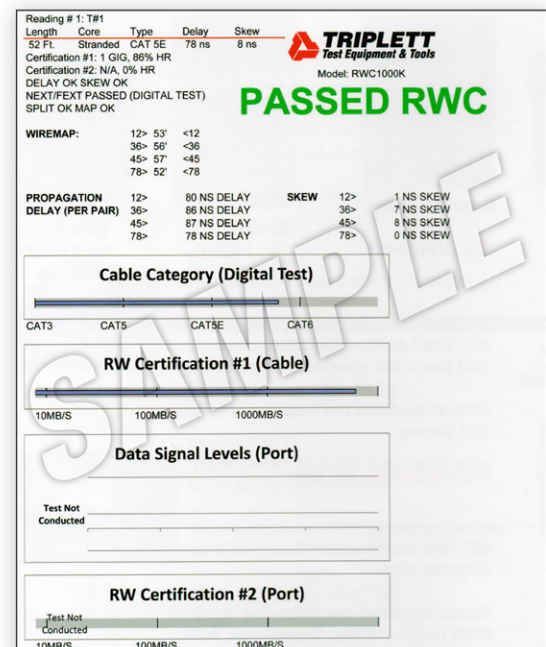 Reading # 1: T#1
Length Core Type Delay Skew
52 Ft. Stranded CAT 5E 78 ns 8 ns
Certification #1: 1 GIG, 86% HR
Certification #2: N/A, 0% HR
DELAY OK SKEW OK
NEXT/FEXT PASSED (DIGITAL TEST)
SPLIT OK MAP OK
TRIPLETT
Test Equipment & Tools
Model: RWC1000K
PASSED RWC
WIREMAP: 12> 53' <12
36> 56' <36
45> 57' <45
78> 52' <78
PROPAGATION 12> 80 NS DELAY SKEW 12> 1 NS SKEW
DELAY (PER PAIR) 36> 86 NS DELAY 36> 7 NS SKEW
45> 87 NS DELAY 45> 8 NS SKEW
78> 78 NS DELAY 78> 0 NS SKEW
SAMPLE
Cable Category (Digital Test)
CAT3 CAT5 CAT5E CAT6
RW Certification #1 (Cable)
10MB/S 100MB/S 1000MB/S
Data Signal Levels (Port)
Test Not
Conducted
RW Certification #2 (Port)
Test Not
Conducted
10MB/S 100MB/S 1000MB/S